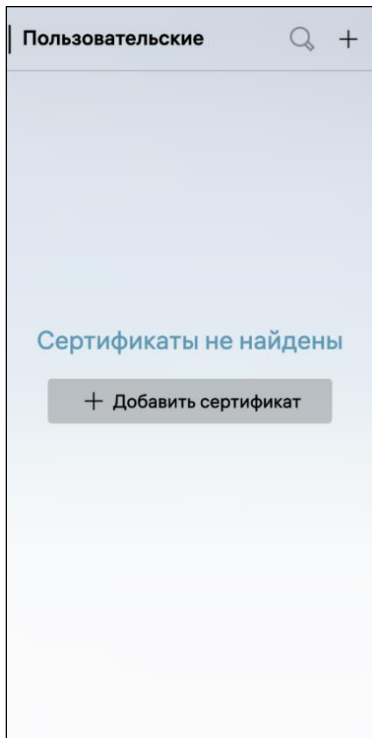 Пользовательские
Сертификаты не найдены
+ Добавить сертификат